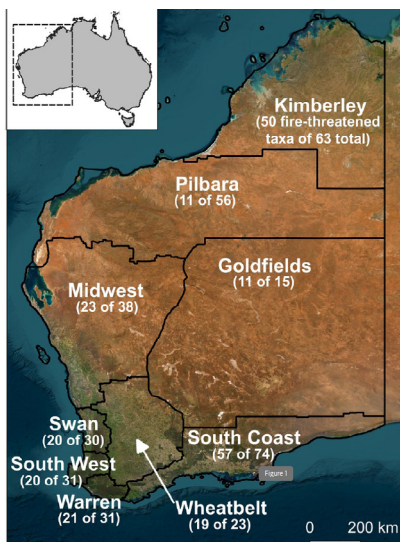 Kimberley
(50 fire-threatened
taxa of 63 total)
Pilbara
(11 of 56)
Goldfields
(11 of 15)
Midwest
(23 of 38)
Swan
(20 of 30)
South Coast
(57 of 74)
Figure 1
South West
(20 of 31)
Warren
(21 of 31)
Wheatbelt
(19 of 23)
0 200 km